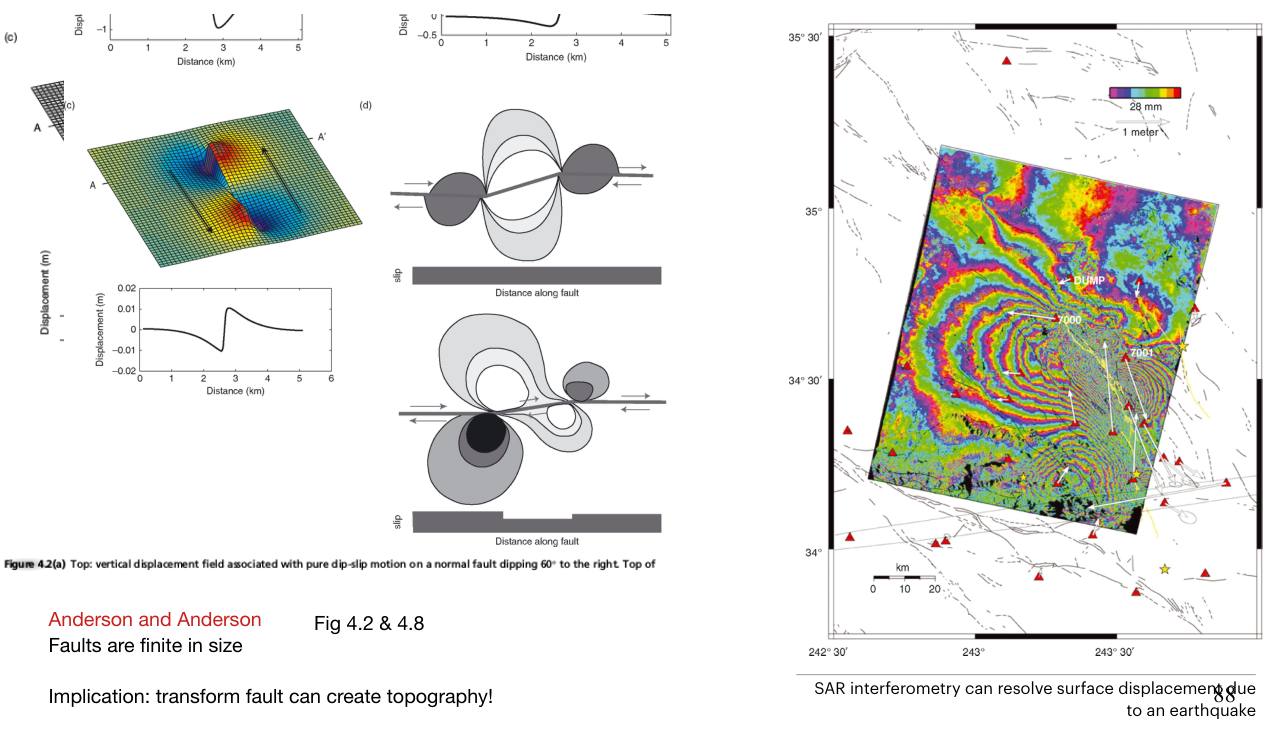 (c)
Displ
−1
0 1 2 3 4 5
Distance (km)
Displ
0
−0.5
0 1 2 3 4 5
Distance (km)
A
(c)
A
A'
Displacement (m)
0.02
0.01
0
−0.01
−0.02
Displacement (m)
0 1 2 3 4 5 6
Distance (km)
(d)
slip
Distance along fault
slip
Distance along fault
Figure 4.2(a) Top: vertical displacement field associated with pure dip-slip motion on a normal fault dipping 60° to the right. Top of
Anderson and Anderson
Fig 4.2 & 4.8
Faults are finite in size
Implication: transform fault can create topography!
35° 30'
35°
34° 30'
34°
28 mm
1 meter
DUMP
7000
7001
km
0 10 20
242° 30'
243°
243° 30'
SAR interferometry can resolve surface displacement due
to an earthquake
88